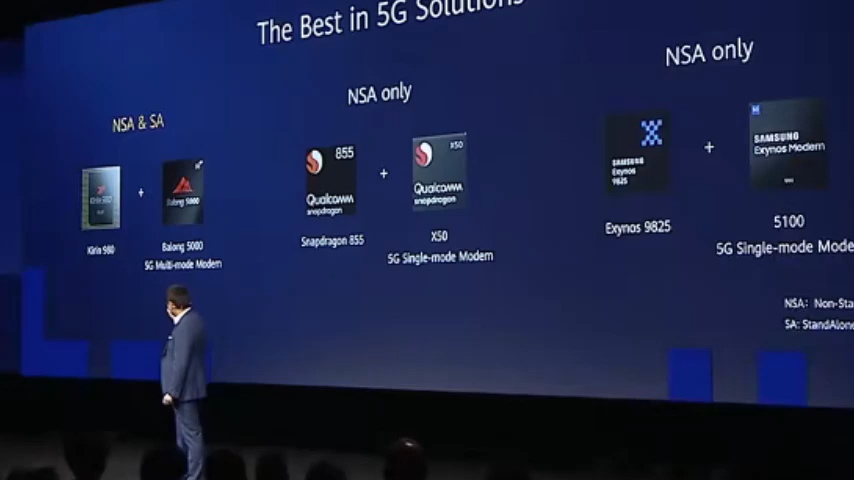 The Best in 5G Solutions
NSA & SA
NSA only
NSA only
+
855
Qualcomm
snapdragon
+
X50
Qualcomm
snapdragon
SAMSUNG
Exynos
9825
+
SAMSUNG
Exynos Modem
Balong 5000
Kirin 980
Balong 5000
5G Multi-mode Modem
Snapdragon 855
X50
5G Single-mode Modem
Exynos 9825
5100
5G Single-mode Mode
NSA: Non-Sta
SA: StandAlone